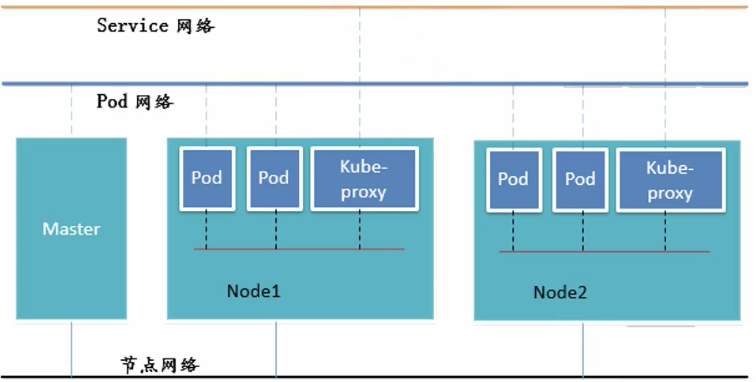 Service 网络
Pod 网络
Master
Pod
Pod
Kube-
proxy
Node1
Pod
Pod
Kube-
proxy
Node2
节点网络